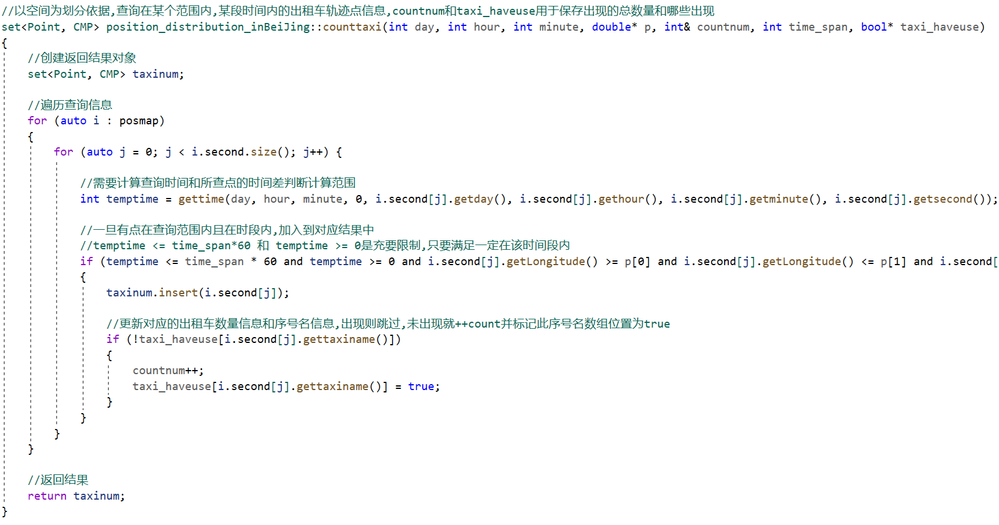 //以空间为划分依据,查询在某个范围内,某段时间内的出租车轨迹点信息,countnum和taxi_haveuse用于保存出现的总数量和哪些出现
set<Point, CMP> position_distribution_inBeiJing::counttaxi(int day, int hour, int minute, double* p, int& countnum, int time_span, bool* taxi_haveuse)
{
    //创建返回结果对象
    set<Point, CMP> taxinum;
    //遍历查询信息
    for (auto i : posmap)
    {
        for (auto j = 0; j < i.second.size(); j++) {
            //需要计算查询时间和所查点的时间差判断计算范围
            int temptime = gettime(day, hour, minute, 0, i.second[j].getday(), i.second[j].gethour(), i.second[j].getminute(), i.second[j].getsecond());
            //一旦有点在查询范围内且在时段内,加入到对应结果中
            //temptime <= time_span*60 和 temptime >= 0是充要限制,只要满足一定在该时间段内
            if (temptime <= time_span * 60 and temptime >= 0 and i.second[j].getLongitude() >= p[0] and i.second[j].getLongitude() <= p[1] and i.second[
            {
                taxinum.insert(i.second[j]);
                //更新对应的出租车数量信息和序号名信息,出现则跳过,未出现就++count并标记此序号名数组位置为true
                if (!taxi_haveuse[i.second[j].gettaxiname()])
                {
                    countnum++;
                    taxi_haveuse[i.second[j].gettaxiname()] = true;
                }
            }
        }
    }
    //返回结果
    return taxinum;
}